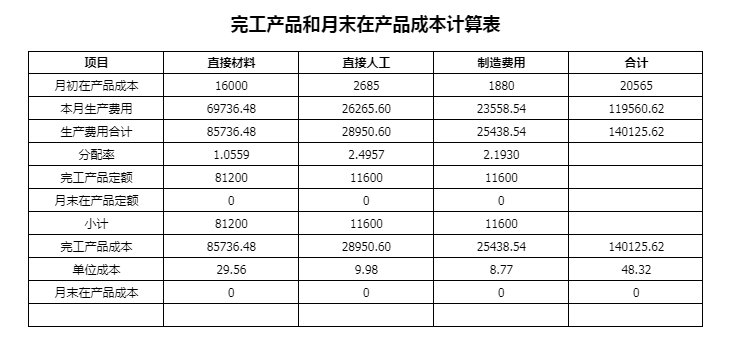 完工产品和月末在产品成本计算表
项目 直接材料 直接人工 制造费用 合计
月初在产品成本 16000 2685 1880 20565
本月生产费用 69736.48 26265.60 23558.54 119560.62
生产费用合计 85736.48 28950.60 25438.54 140125.62
分配率 1.0559 2.4957 2.1930
完工产品定额 81200 11600 11600
月末在产品定额 0 0 0
小计 81200 11600 11600
完工产品成本 85736.48 28950.60 25438.54 140125.62
单位成本 29.56 9.98 8.77 48.32
月末在产品成本 0 0 0 0